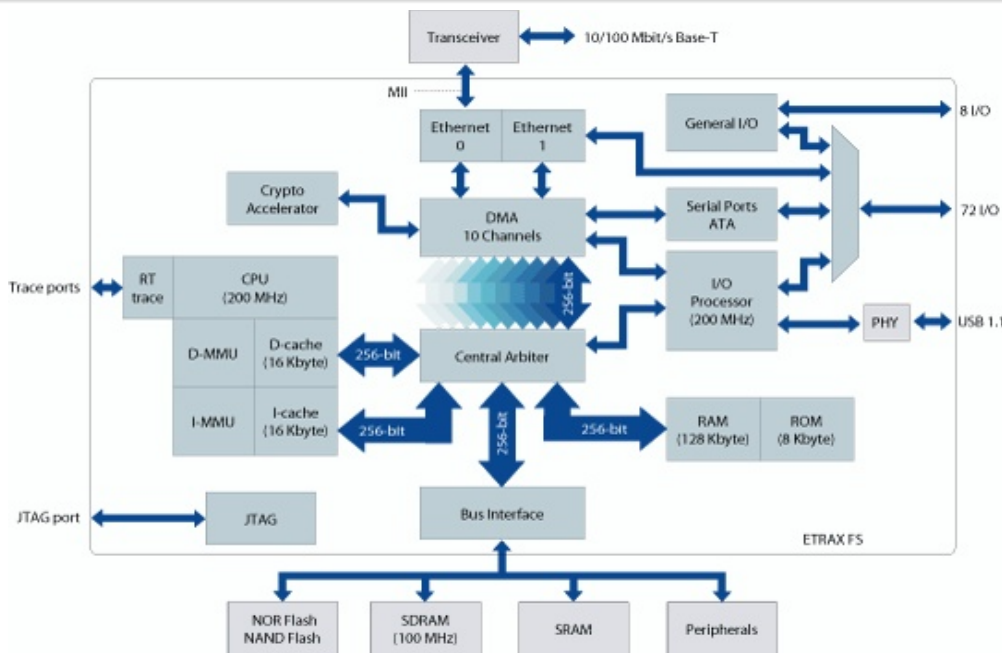 Transceiver
10/100 Mbit/s Base-T
MII
Ethernet
0
Ethernet
1
General I/O
8 I/O
Crypto
Accelerator
DMA
10 Channels
Serial Ports
ATA
72 I/O
Trace ports
RT
trace
CPU
(200 MHz)
256-bit
I/O
Processor
(200 MHz)
PHY
USB 1.1
D-MMU
D-cache
(16 Kbyte)
256-bit
Central Arbiter
I-MMU
I-cache
(16 Kbyte)
256-bit
256-bit
256-bit
RAM
(128 Kbyte)
ROM
(8 Kbyte)
JTAG port
JTAG
Bus Interface
ETRAX FS
NOR Flash
NAND Flash
SDRAM
(100 MHz)
SRAM
Peripherals